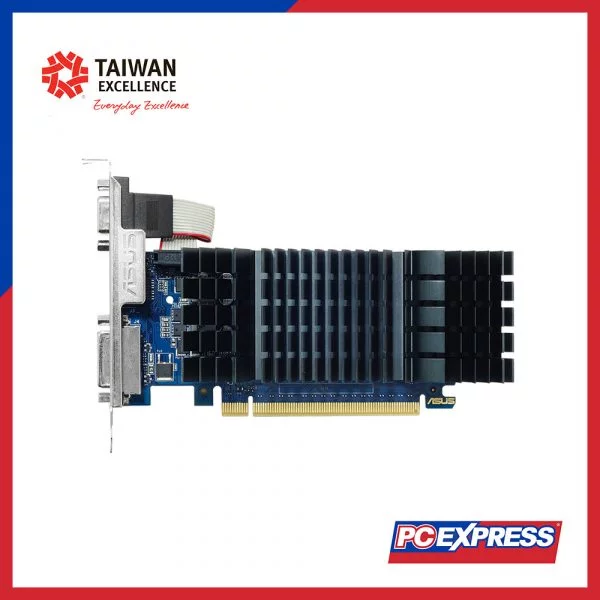 TAIWAN
EXCELLENCE
Everyday Excellence
ASUS
ASUS
PCEXPRESS